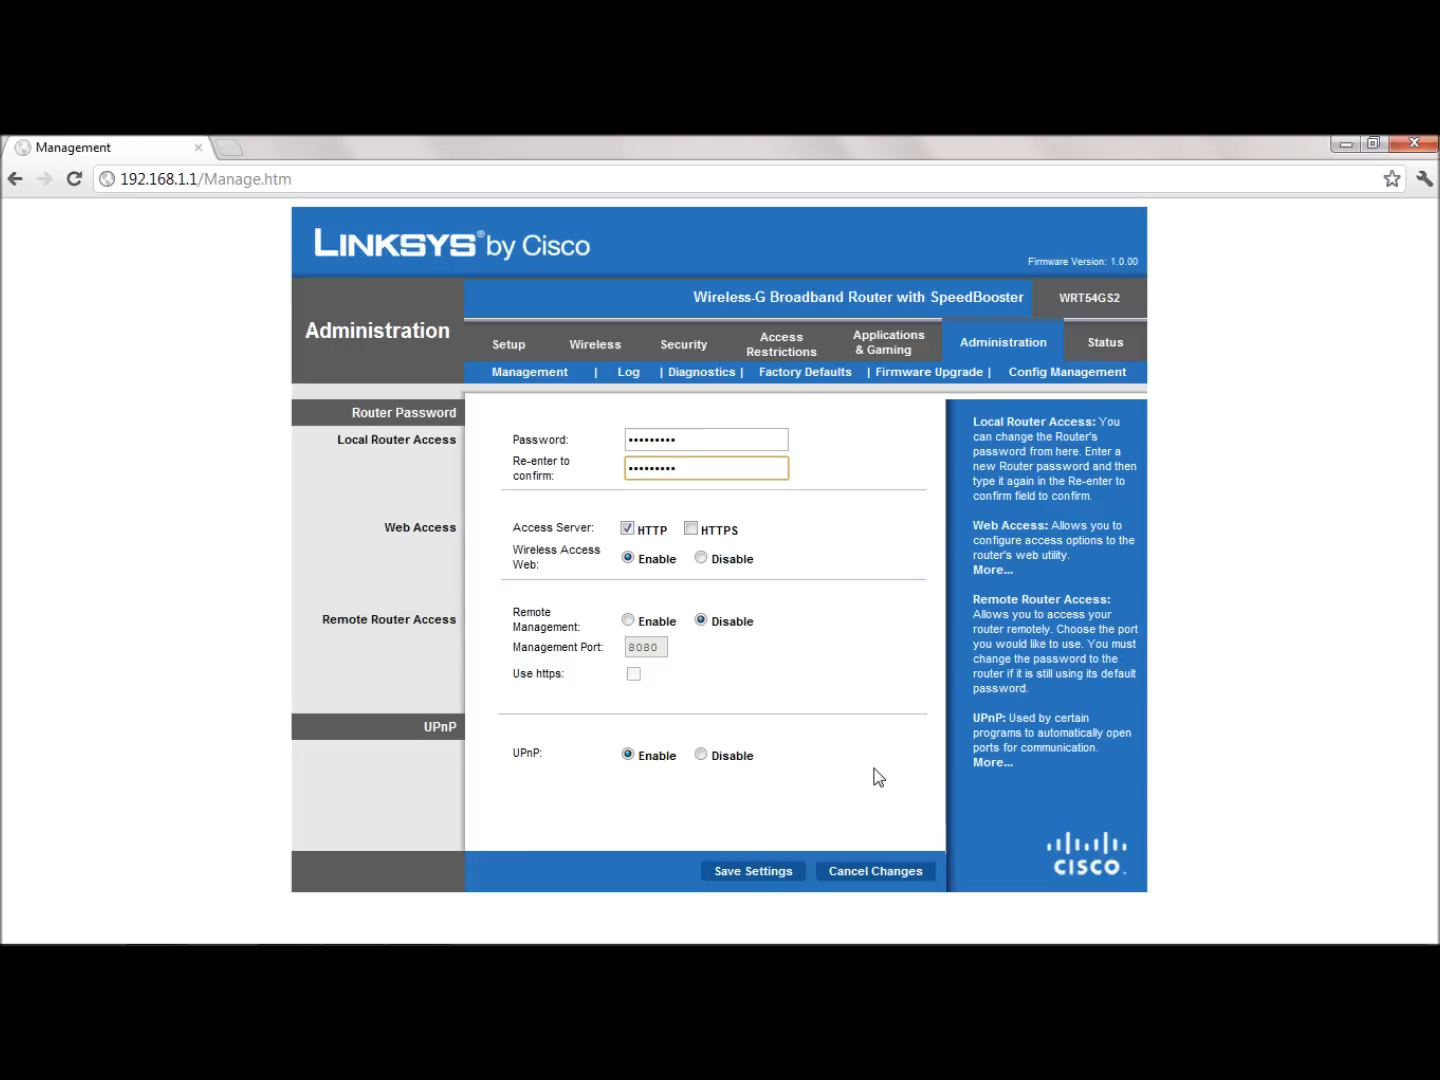 Management
192.168.1.1/Manage.htm
LINKSYS® by Cisco
Firmware Version: 1.0.00
Wireless-G Broadband Router with SpeedBooster WRT54GS2
Administration
Setup Wireless Security Access Restrictions Applications & Gaming Administration Status
Management | Log | Diagnostics | Factory Defaults | Firmware Upgrade | Config Management
Router Password
Local Router Access
Password: •••••••••
Re-enter to
confirm: •••••••••
Web Access
Access Server: HTTP HTTPS
Wireless Access
Web: Enable Disable
Remote Router Access
Remote
Management: Enable Disable
Management Port: 8080
Use https:
UPnP
UPnP: Enable Disable
Save Settings Cancel Changes
Local Router Access: You
can change the Router's
password from here. Enter a
new Router password and then
type it again in the Re-enter to
confirm field to confirm.
Web Access: Allows you to
configure access options to the
router's web utility.
More...
Remote Router Access:
Allows you to access your
router remotely. Choose the port
you would like to use. You must
change the password to the
router if it is still using its default
password.
UPnP: Used by certain
programs to automatically open
ports for communication.
More...
CISCO.